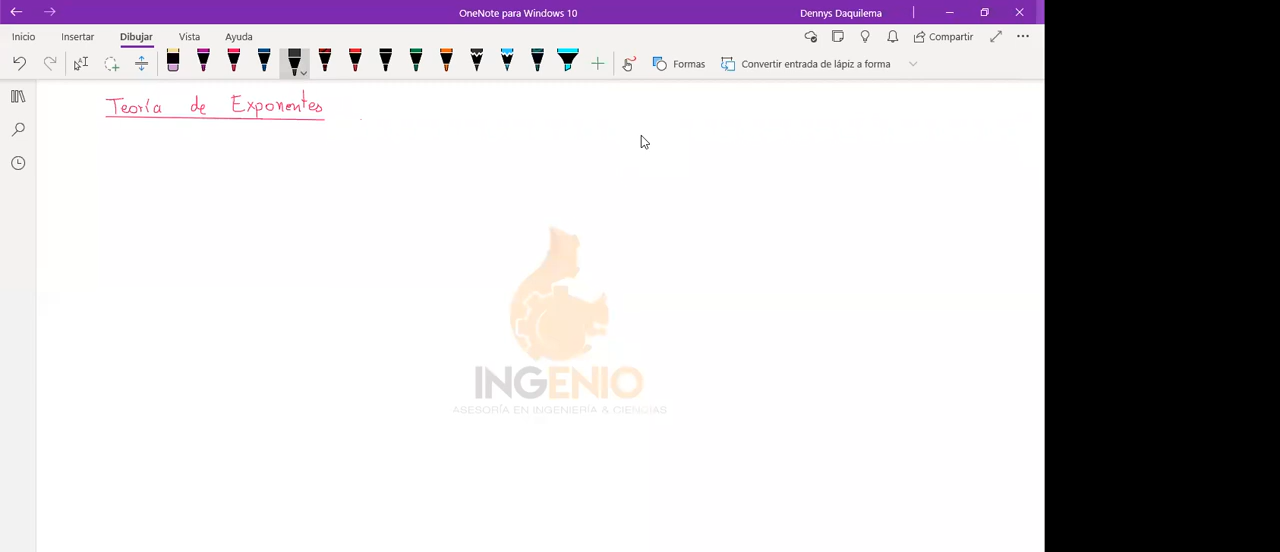 OneNote para Windows 10
Dennys Daquilema
Inicio Insertar Dibujar Vista Ayuda
Compartir
Formas
Convertir entrada de lápiz a forma
Teoría de Exponentes
INGENIO
ASESORÍA EN INGENIERÍA & CIENCIAS